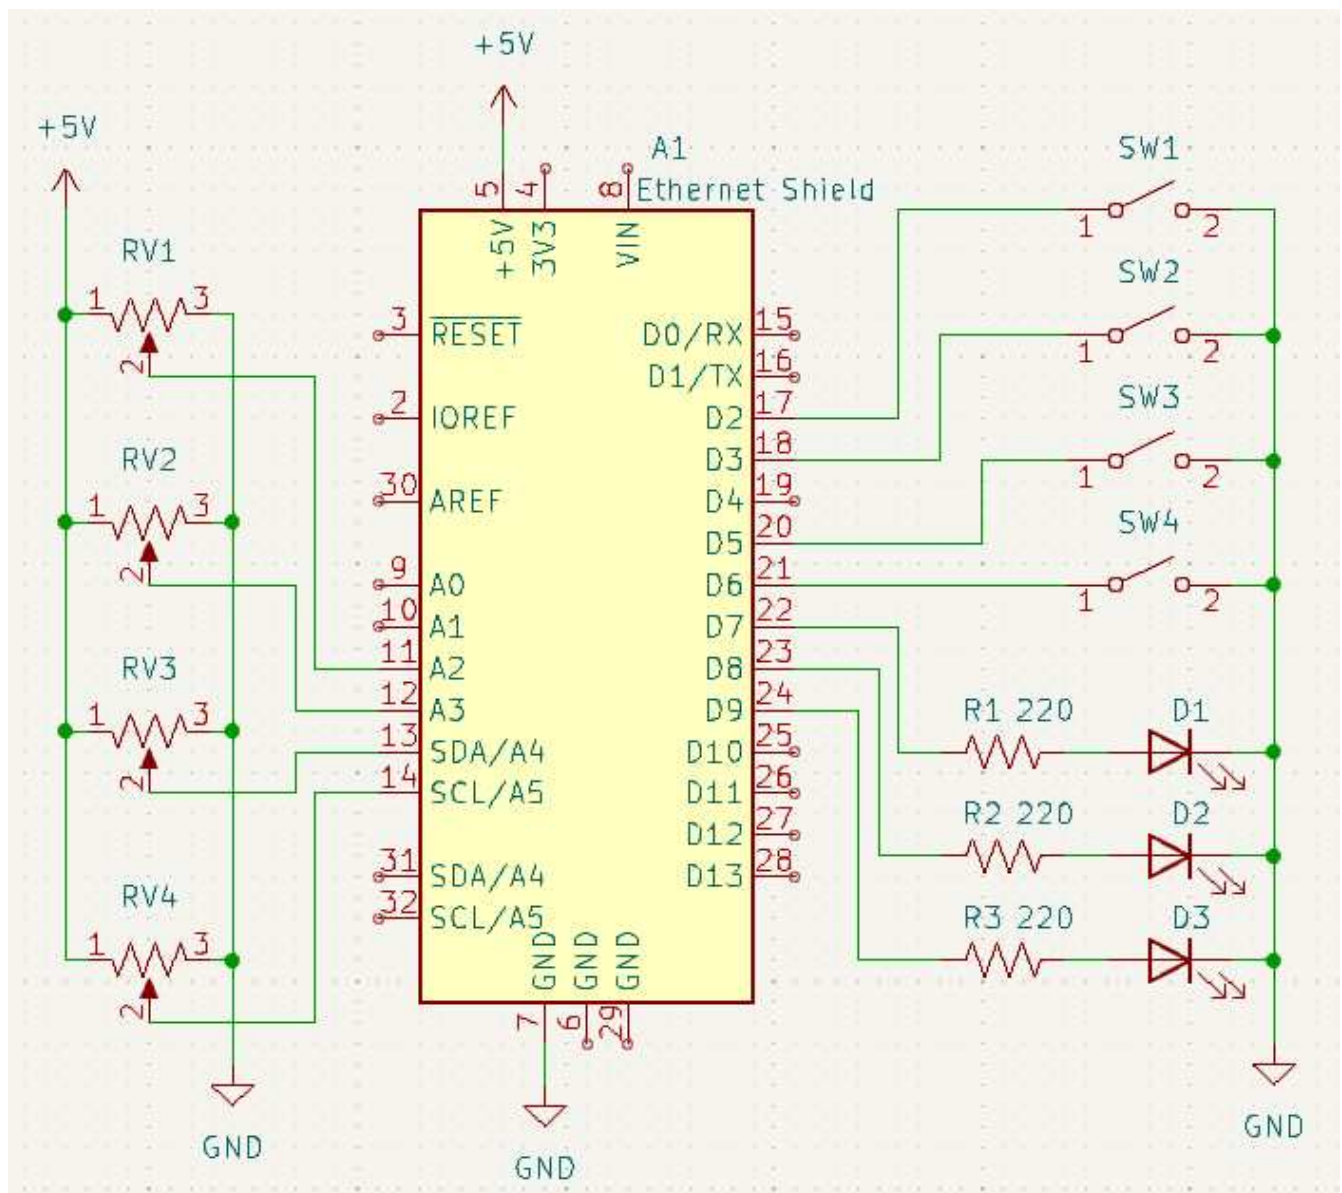 +5V
+5V
A1
Ethernet Shield
SW1
5
4
8
+5V
3V3
VIN
1
2
RV1
1
3
2
SW2
1
2
3
RESET
D0/RX
15
D1/TX
16
2
IOREF
D2
17
SW3
1
2
RV2
1
3
2
D3
18
30
AREF
D4
19
D5
20
SW4
1
2
9
A0
D6
21
10
A1
D7
22
RV3
1
3
2
11
A2
D8
23
12
A3
D9
24
R1 220
D1
13
SDA/A4
D10
25
14
SCL/A5
D11
26
R2 220
D2
D12
27
31
SDA/A4
D13
28
32
SCL/A5
RV4
1
3
2
R3 220
D3
GND
GND
GND
7
6
29
GND
GND
GND